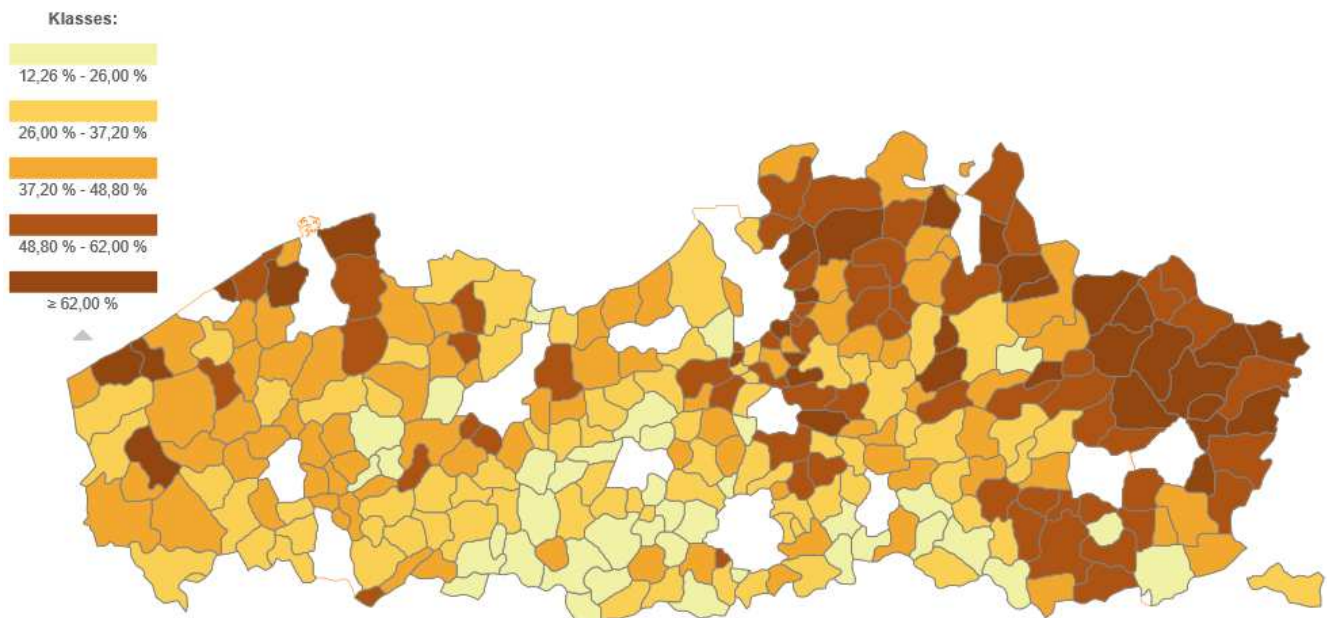 Klasses:
12,26 % - 26,00 %
26,00 % - 37,20 %
37,20 % - 48,80 %
48,80 % - 62,00 %
≥ 62,00 %